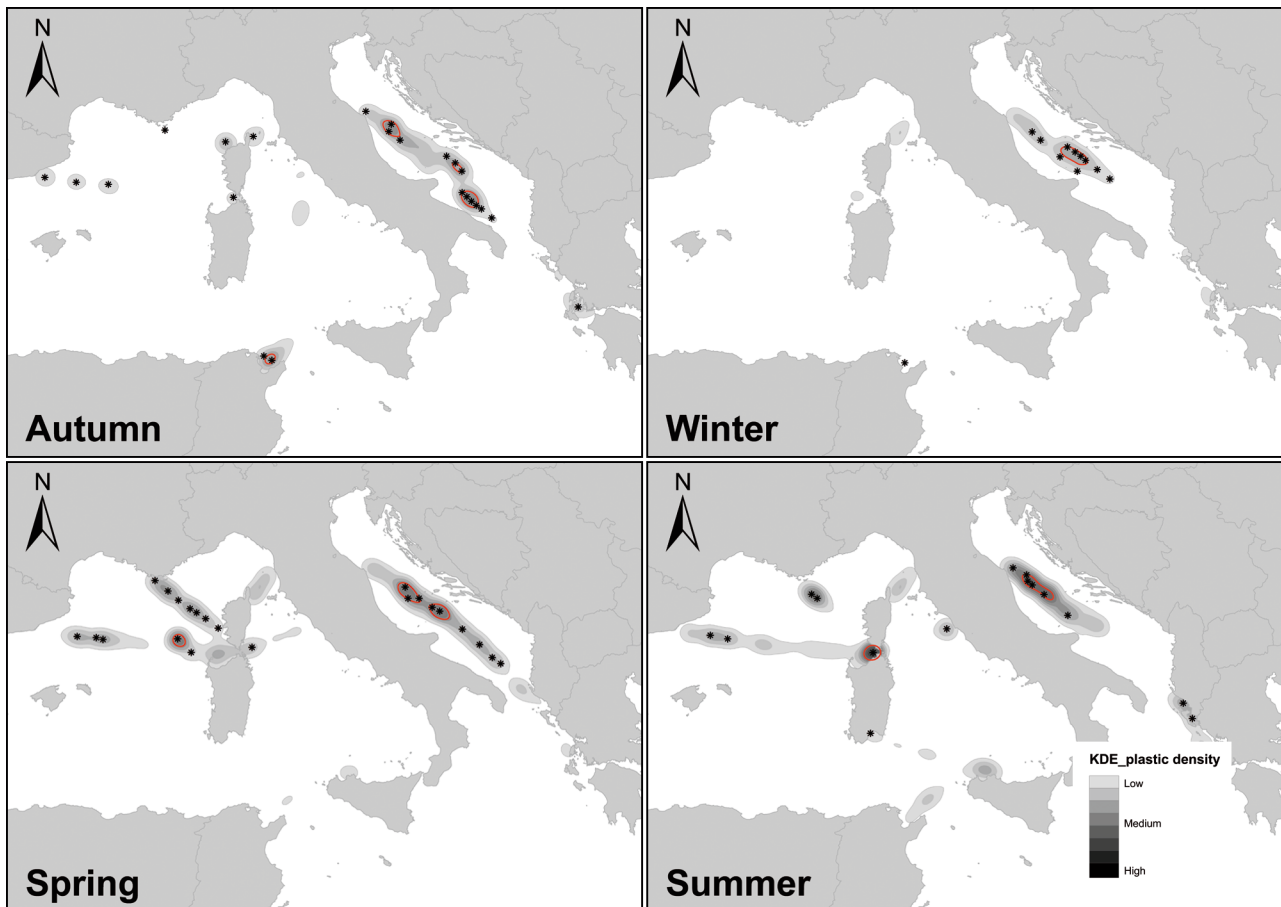 N
N
Autumn
Winter
N
N
KDE_plastic density
Low
Medium
High
Spring
Summer